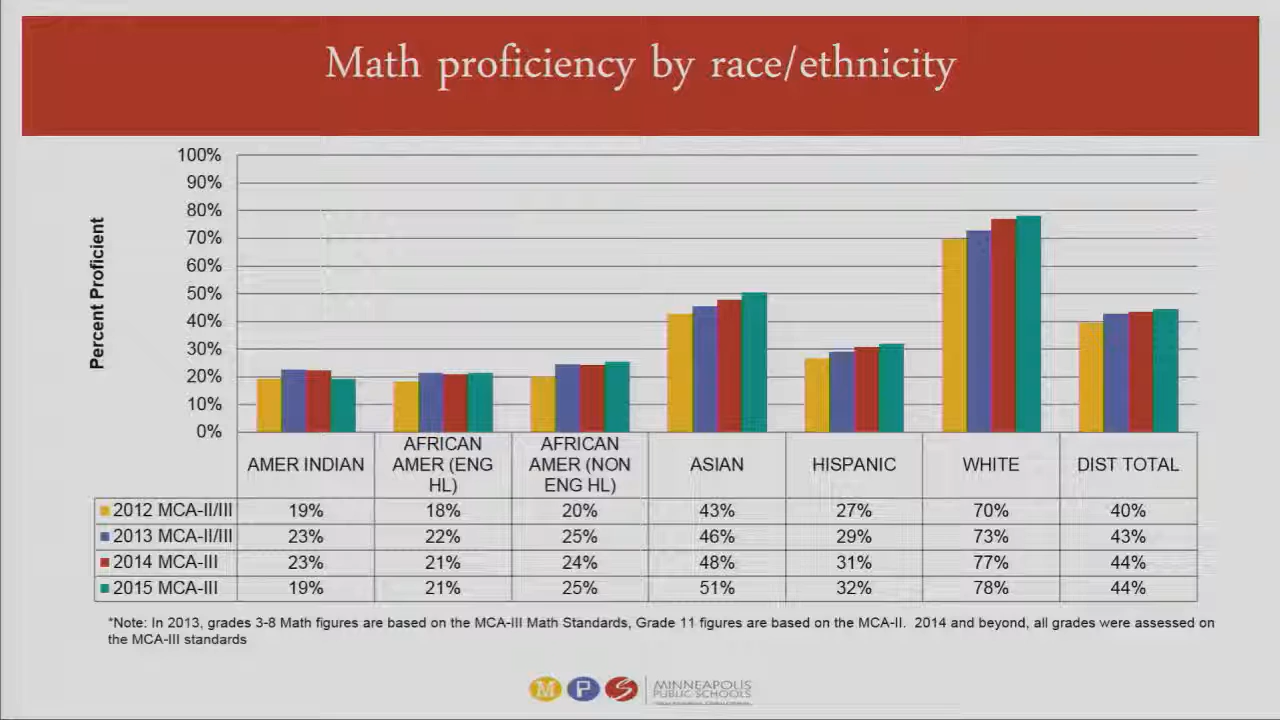 Math proficiency by race/ethnicity
Percent Proficient
100%
90%
80%
70%
60%
50%
40%
30%
20%
10%
0%
AMER INDIAN
AFRICAN AMER (ENG HL)
AFRICAN AMER (NON ENG HL)
ASIAN
HISPANIC
WHITE
DIST TOTAL
2012 MCA-II/III 19% 18% 20% 43% 27% 70% 40%
2013 MCA-II/III 23% 22% 25% 46% 29% 73% 43%
2014 MCA-III 23% 21% 24% 48% 31% 77% 44%
2015 MCA-III 19% 21% 25% 51% 32% 78% 44%
*Note: In 2013, grades 3-8 Math figures are based on the MCA-III Math Standards, Grade 11 figures are based on the MCA-II. 2014 and beyond, all grades were assessed on
the MCA-III standards
M P S
MINNEAPOLIS
PUBLIC SCHOOLS